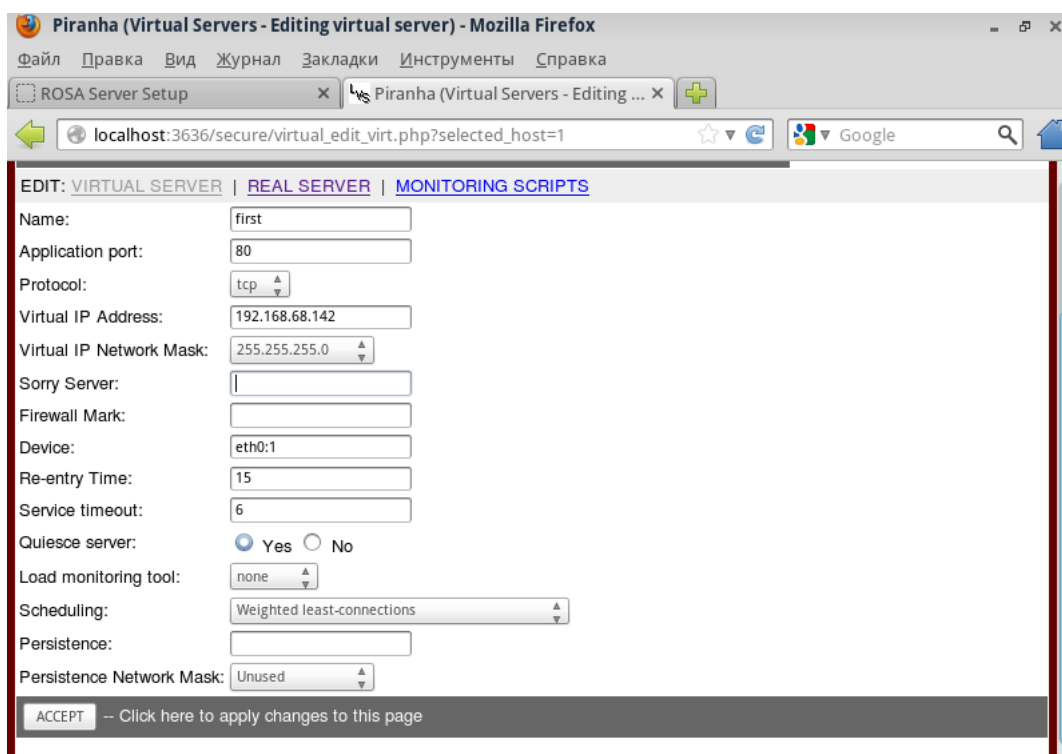 Piranha (Virtual Servers - Editing virtual server) - Mozilla Firefox
Файл Правка Вид Журнал Закладки Инструменты Справка
ROSA Server Setup
Piranha (Virtual Servers - Editing ...
localhost:3636/secure/virtual_edit_virt.php?selected_host=1
Google
EDIT: VIRTUAL SERVER | REAL SERVER | MONITORING SCRIPTS
Name: first
Application port: 80
Protocol: tcp
Virtual IP Address: 192.168.68.142
Virtual IP Network Mask: 255.255.255.0
Sorry Server:
Firewall Mark:
Device: eth0:1
Re-entry Time: 15
Service timeout: 6
Quiesce server: Yes No
Load monitoring tool: none
Scheduling: Weighted least-connections
Persistence:
Persistence Network Mask: Unused
ACCEPT -- Click here to apply changes to this page